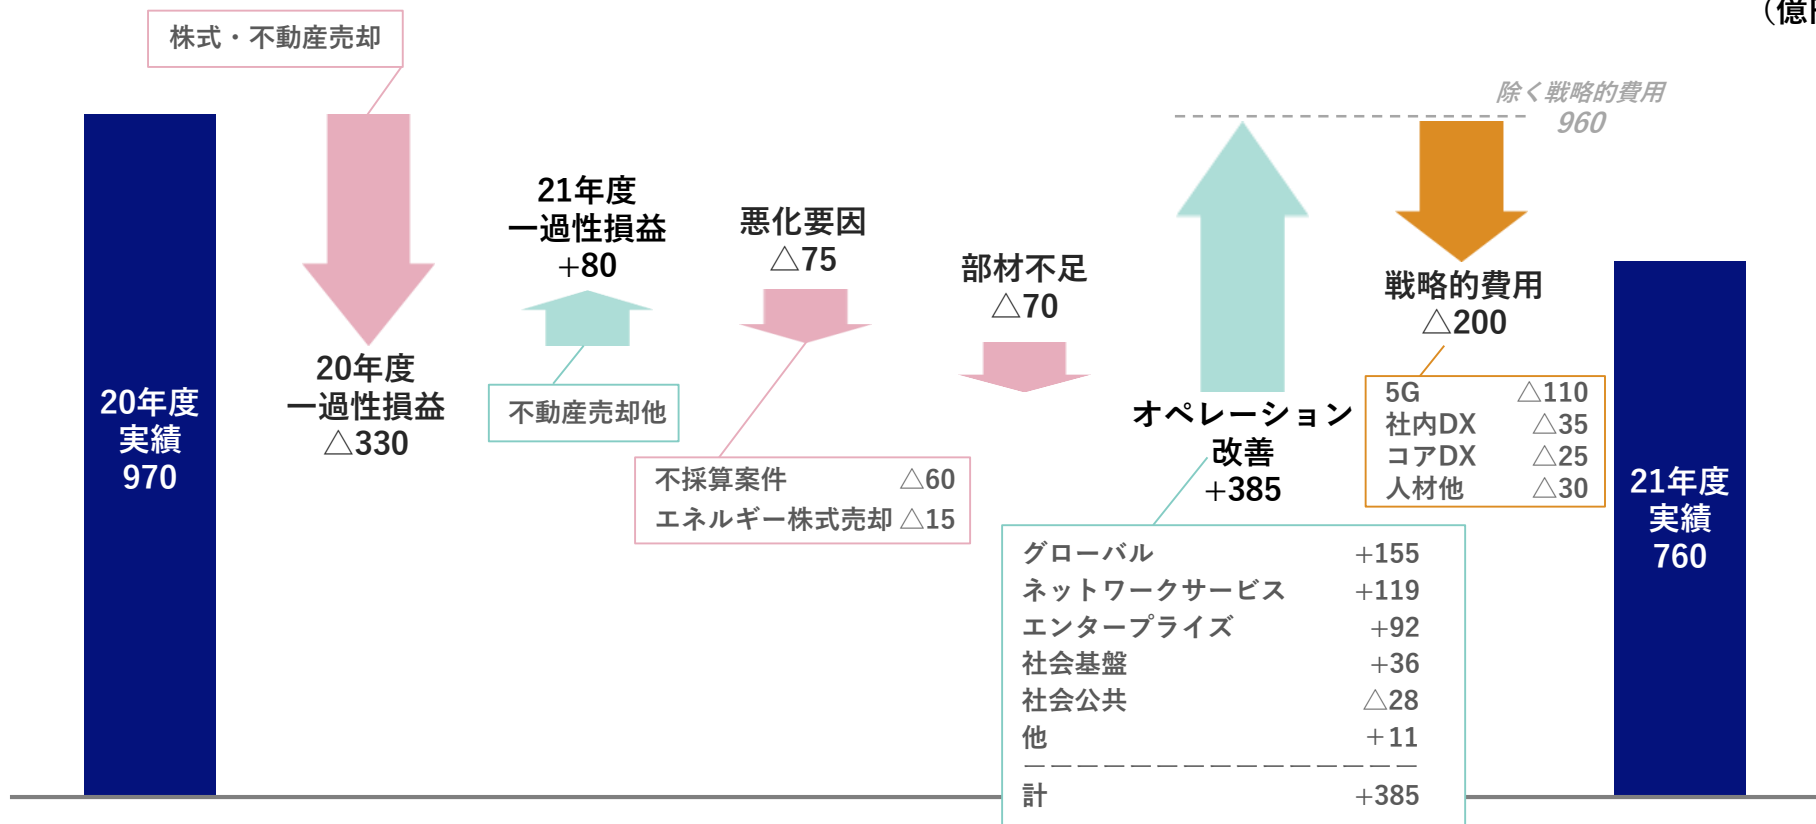 （億円
株式・不動産売却
除く戦略的費用
960
20年度
実績
970
20年度
一過性損益
△330
21年度
一過性損益
+80
不動産売却他
悪化要因
△75
不採算案件 △60
エネルギー株式売却 △15
部材不足
△70
オペレーション
改善
+385
グローバル +155
ネットワークサービス +119
エンタープライズ +92
社会基盤 +36
社会公共 △28
他 +11
計 +385
戦略的費用
△200
5G △110
社内DX △35
コアDX △25
人材他 △30
21年度
実績
760